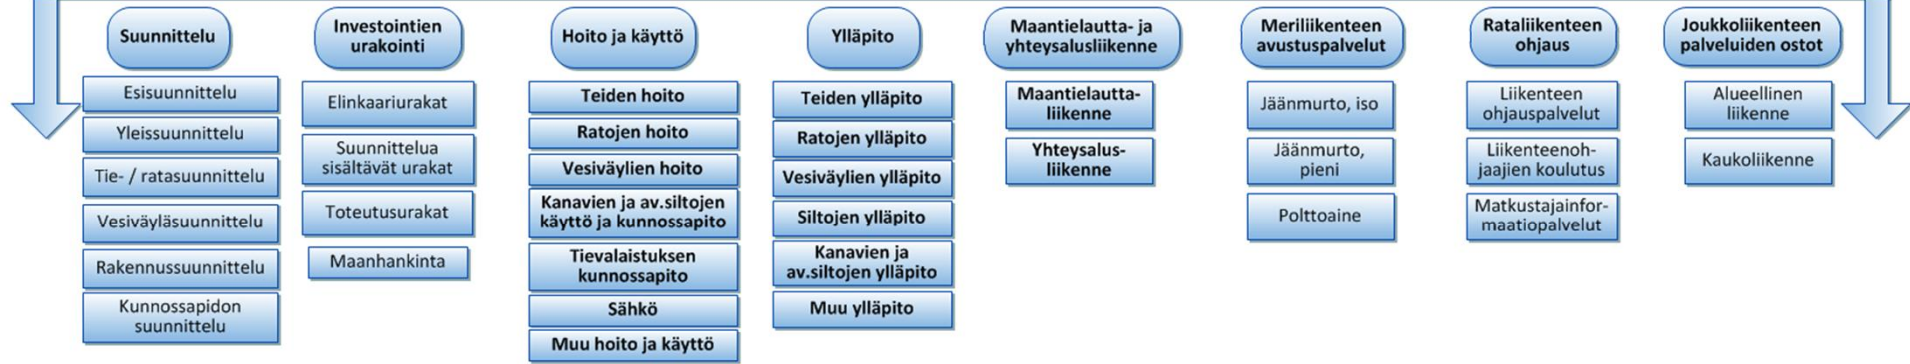 Suunnittelu
Esisuunnittelu
Yleissuunnittelu
Tie- / ratasuunnittelu
Vesiväyläsuunnittelu
Rakennussuunnittelu
Kunnossapidon
suunnittelu
Investointien
urakointi
Elinkaariurakat
Suunnittelua
sisältävät urakat
Toteutusurakat
Maanhankinta
Hoito ja käyttö
Teiden hoito
Ratojen hoito
Vesiväylien hoito
Kanavien ja av.siltojen
käyttö ja kunnossapito
Tievalaistuksen
kunnossapito
Sähkö
Muu hoito ja käyttö
Ylläpito
Teiden ylläpito
Ratojen ylläpito
Vesiväylien ylläpito
Siltojen ylläpito
Kanavien ja
av.siltojen ylläpito
Muu ylläpito
Maantielautta- ja
yhteysalusliikenne
Maantielautta-
liikenne
Yhteysalus-
liikenne
Meriliikenteen
avustuspalvelut
Jäänmurto, iso
Jäänmurto,
pieni
Polttoaine
Rataliikenteen
ohjaus
Liikenteen
ohjauspalvelut
Liikenteenoh-
jaajien koulutus
Matkustajainfor-
maatiopalvelut
Joukkoliikenteen
palveluiden ostot
Alueellinen
liikenne
Kaukoliikenne